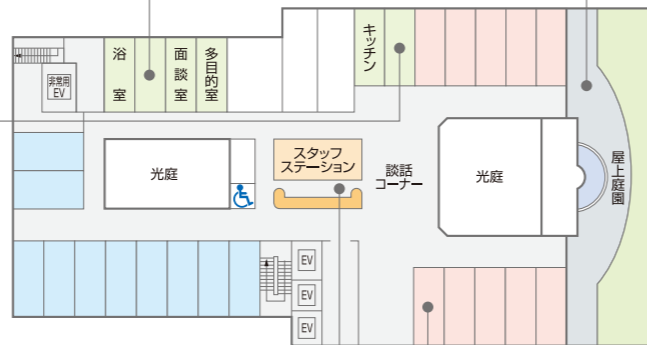 浴室
面談室
多目的室
キッチン
非常用
EV
光庭
スタッフ
ステーション
談話
コーナー
光庭
屋上庭園
EV
EV
EV